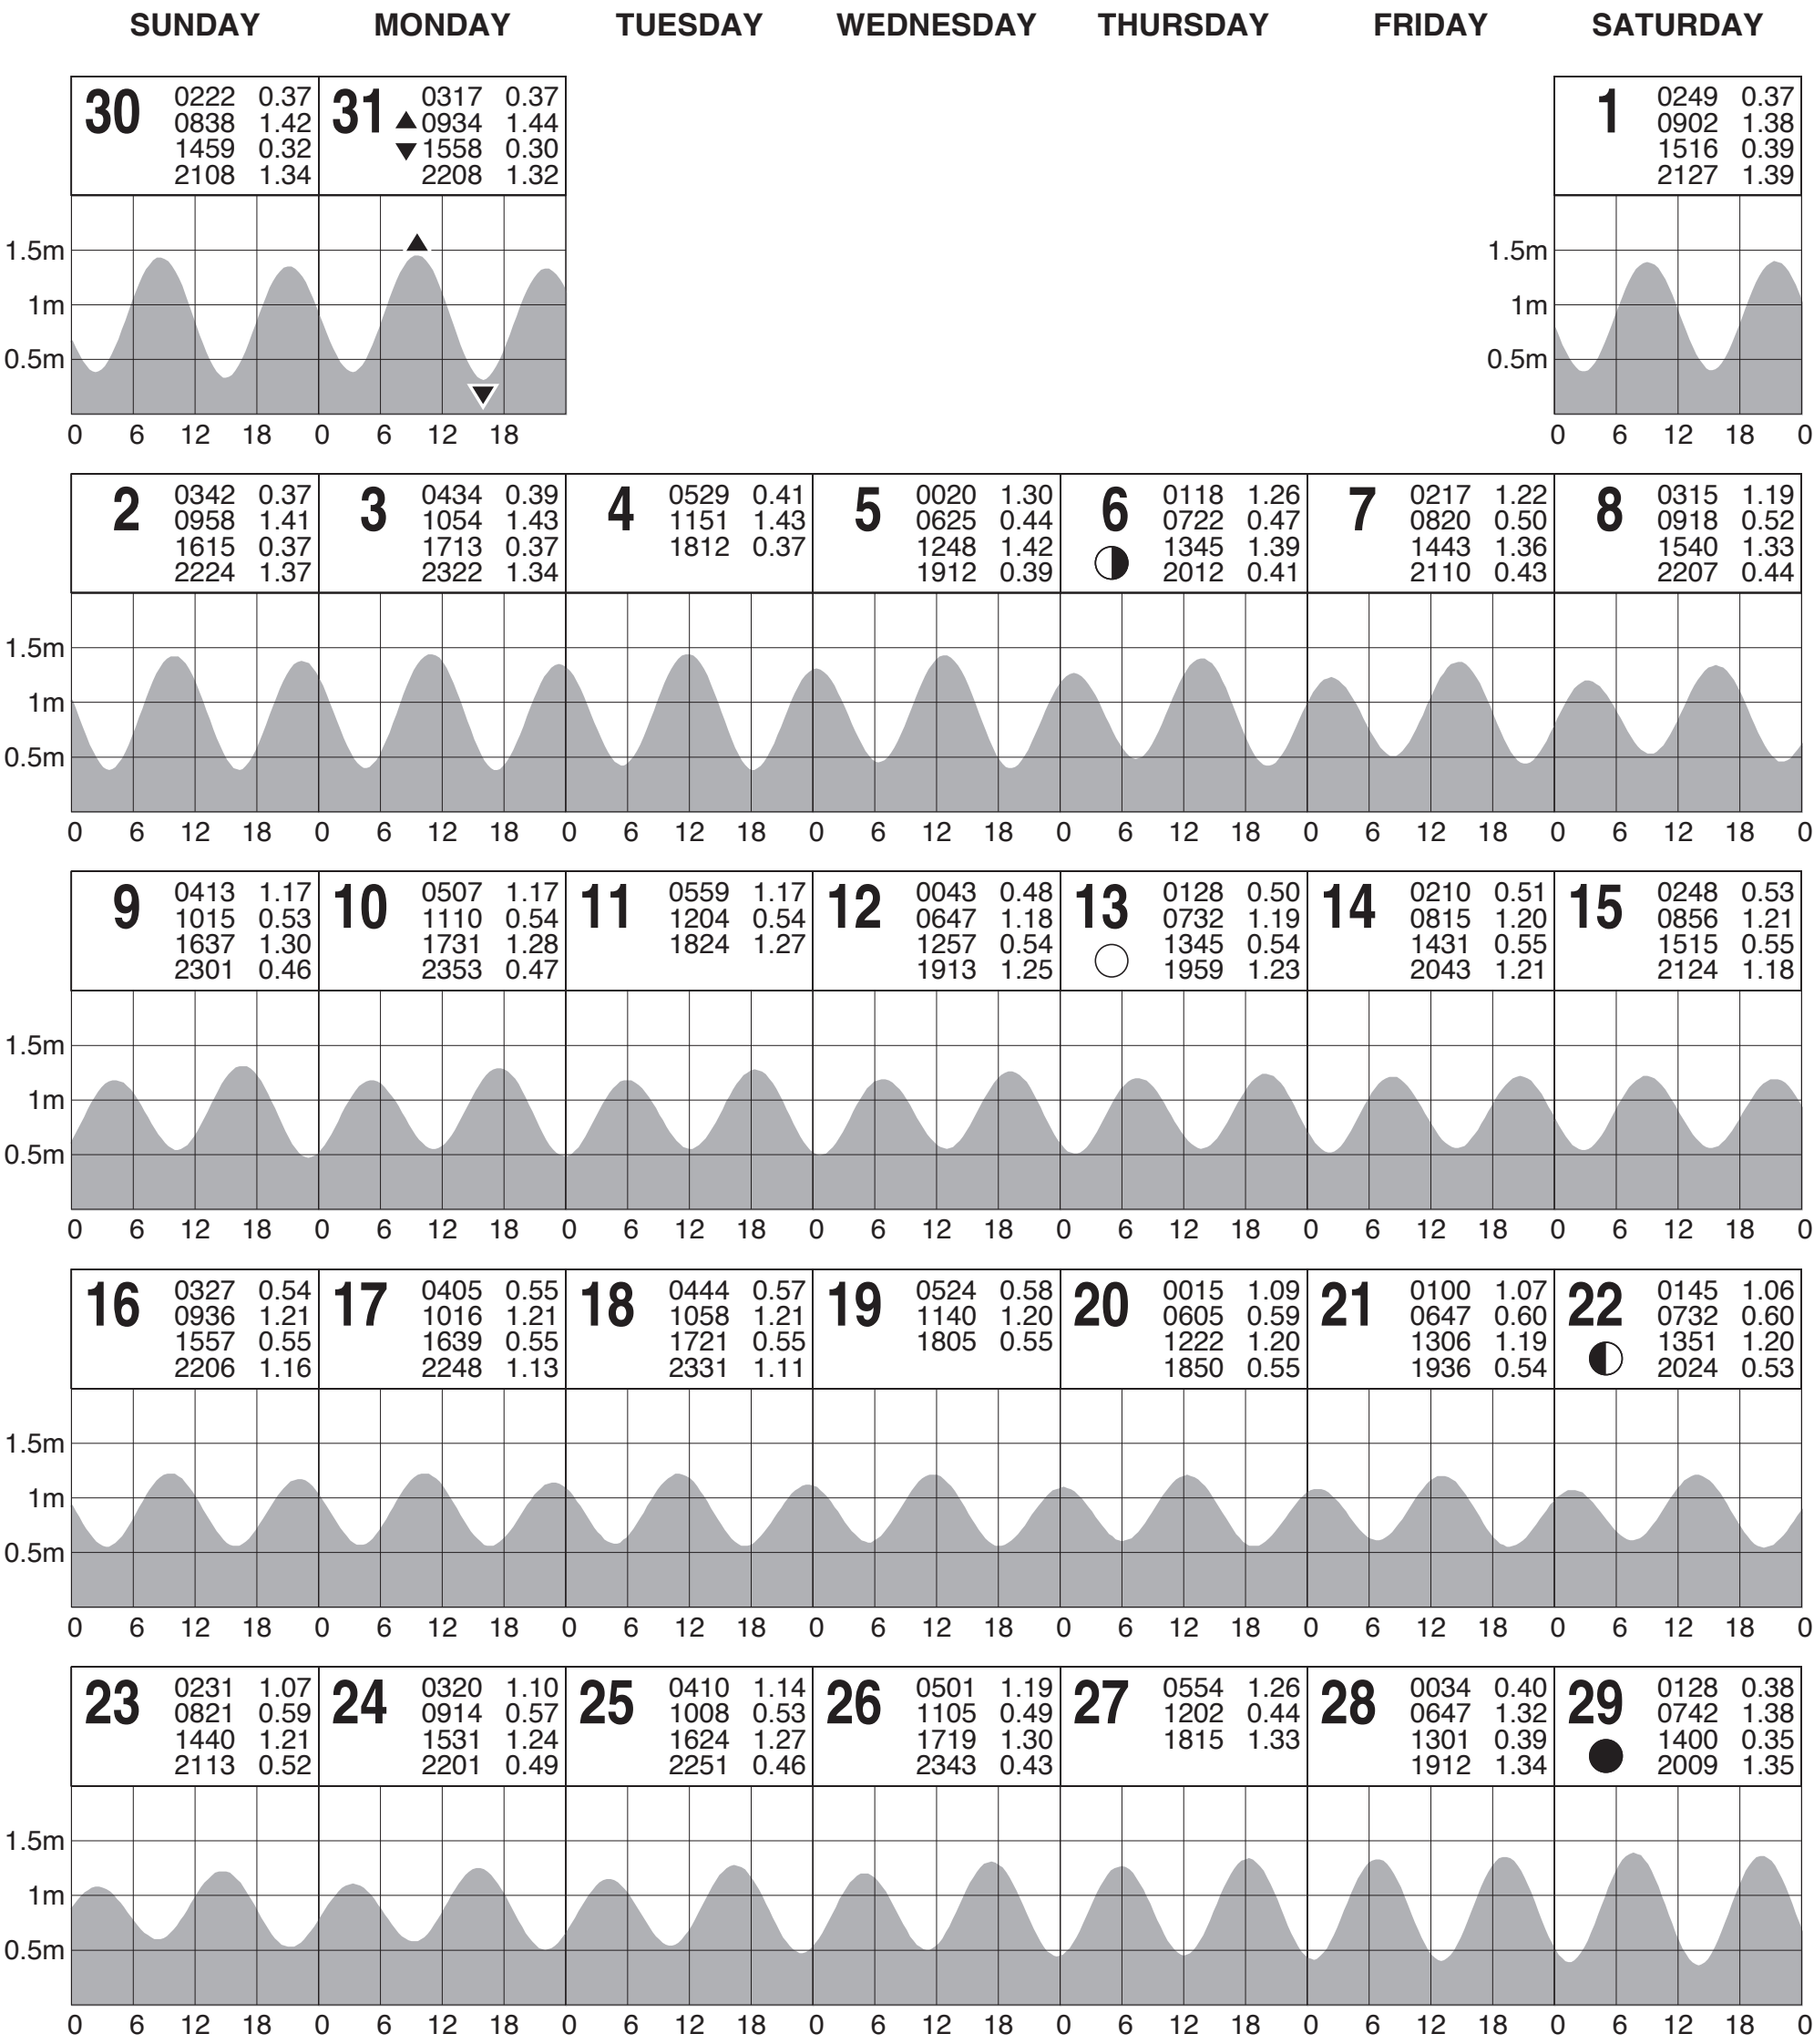 SUNDAY MONDAY TUESDAY WEDNESDAY THURSDAY FRIDAY SATURDAY
30 0222 0.37 31 0317 0.37 1 0249 0.37
0838 1.42 ▲0934 1.44 0902 1.38
1459 0.32 ▼1558 0.30 1516 0.39
2108 1.34 2208 1.32 2127 1.39
1.5m 1.5m
1m 1m
0.5m 0.5m
0 6 12 18 0 6 12 18 0 6 12 18 0
2 0342 0.37 3 0434 0.39 4 0529 0.41 5 0020 1.30 6 0118 1.26 7 0217 1.22 8 0315 1.19
0958 1.41 1054 1.43 1151 1.43 0625 0.44 0722 0.47 0820 0.50 0918 0.52
1615 0.37 1713 0.37 1812 0.37 1248 1.42 1345 1.39 1443 1.36 1540 1.33
2224 1.37 2322 1.34 1912 0.39 2012 0.41 2110 0.43 2207 0.44
1.5m
1m
0.5m
0 6 12 18 0 6 12 18 0 6 12 18 0 6 12 18 0 6 12 18 0 6 12 18 0 6 12 18 0
9 0413 1.17 10 0507 1.17 11 0559 1.17 12 0043 0.48 13 0128 0.50 14 0210 0.51 15 0248 0.53
1015 0.53 1110 0.54 1204 0.54 0647 1.18 0732 1.19 0815 1.20 0856 1.21
1637 1.30 1731 1.28 1824 1.27 1257 0.54 1345 0.54 1431 0.55 1515 0.55
2301 0.46 2353 0.47 1913 1.25 1959 1.23 2043 1.21 2124 1.18
1.5m
1m
0.5m
0 6 12 18 0 6 12 18 0 6 12 18 0 6 12 18 0 6 12 18 0 6 12 18 0 6 12 18 0
16 0327 0.54 17 0405 0.55 18 0444 0.57 19 0524 0.58 20 0015 1.09 21 0100 1.07 22 0145 1.06
0936 1.21 1016 1.21 1058 1.21 1140 1.20 0605 0.59 0647 0.60 0732 0.60
1557 0.55 1639 0.55 1721 0.55 1805 0.55 1222 1.20 1306 1.19 1351 1.20
2206 1.16 2248 1.13 2331 1.11 1850 0.55 1936 0.54 2024 0.53
1.5m
1m
0.5m
0 6 12 18 0 6 12 18 0 6 12 18 0 6 12 18 0 6 12 18 0 6 12 18 0 6 12 18 0
23 0231 1.07 24 0320 1.10 25 0410 1.14 26 0501 1.19 27 0554 1.26 28 0034 0.40 29 0128 0.38
0821 0.59 0914 0.57 1008 0.53 1105 0.49 1202 0.44 0647 1.32 0742 1.38
1440 1.21 1531 1.24 1624 1.27 1719 1.30 1815 1.33 1301 0.39 1400 0.35
2113 0.52 2201 0.49 2251 0.46 2343 0.43 1912 1.34 2009 1.35
1.5m
1m
0.5m
0 6 12 18 0 6 12 18 0 6 12 18 0 6 12 18 0 6 12 18 0 6 12 18 0 6 12 18 0